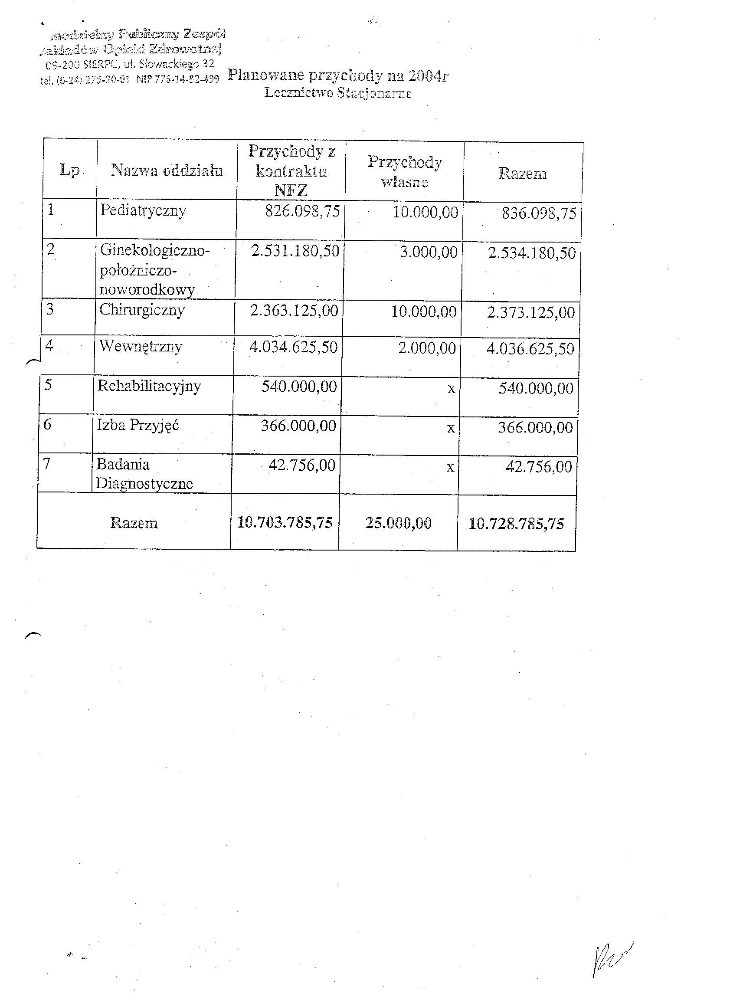 modzielny Publiczny Zespół
Zakładów Opieki Zdrowotnej
09-200 SIERPC, ul. Słowackiego 32
tel. (0-24) 275-20-01 NIP 776-14-82-499
Planowane przychody na 2004r
Lecznictwo Stacjonarne
Lp. Nazwa oddziału Przychody z kontraktu NFZ Przychody własne Razem
1 Pediatryczny 826.098,75 10.000,00 836.098,75
2 Ginekologiczno- 2.531.180,50 3.000,00 2.534.180,50
położniczo-
noworodkowy
3 Chirurgiczny 2.363.125,00 10.000,00 2.373.125,00
4 Wewnętrzny 4.034.625,50 2.000,00 4.036.625,50
5 Rehabilitacyjny 540.000,00 x 540.000,00
6 Izba Przyjęć 366.000,00 x 366.000,00
7 Badania 42.756,00 x 42.756,00
Diagnostyczne
Razem 10.703.785,75 25.000,00 10.728.785,75